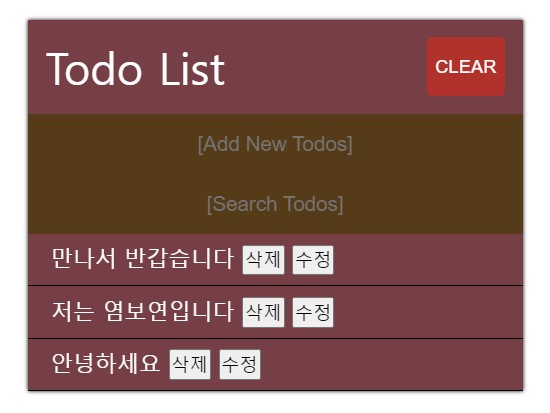 Todo List CLEAR
[Add New Todos]
[Search Todos]
만나서 반갑습니다 삭제 수정
저는 염보연입니다 삭제 수정
안녕하세요 삭제 수정